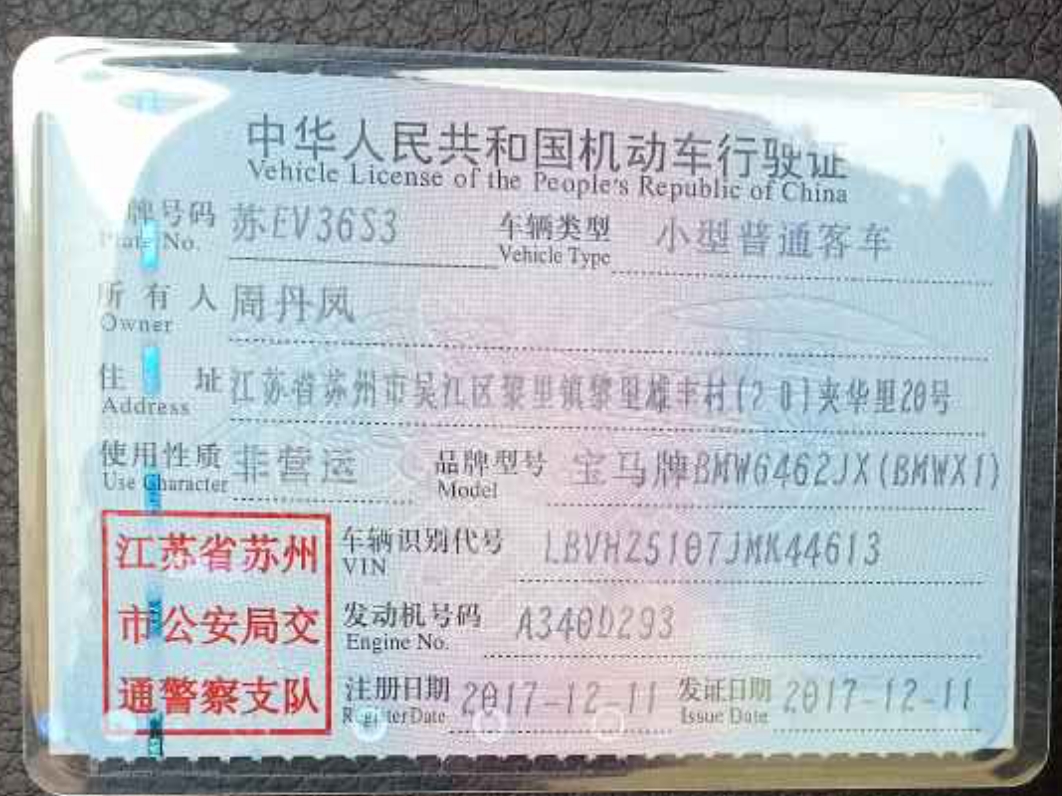 中华人民共和国机动车行驶证
Vehicle License of the People's Republic of China
牌号码 苏EV36S3 车辆类型 小型普通客车
Plate No. Vehicle Type
所有人 周丹凤
Owner
住址 江苏省苏州市吴江区黎里镇黎里雄丰村(20)夹华里20号
Address
使用性质 非营运 品牌型号 宝马牌BMW6462JX(BMWX1)
Use Character Model
江苏省苏州 车辆识别代号 LBVHZ5107JMK44613
VIN
市公安局交 发动机号码 A340D293
Engine No.
通警察支队 注册日期 2017-12-11 发证日期 2017-12-11
Register Date Issue Date